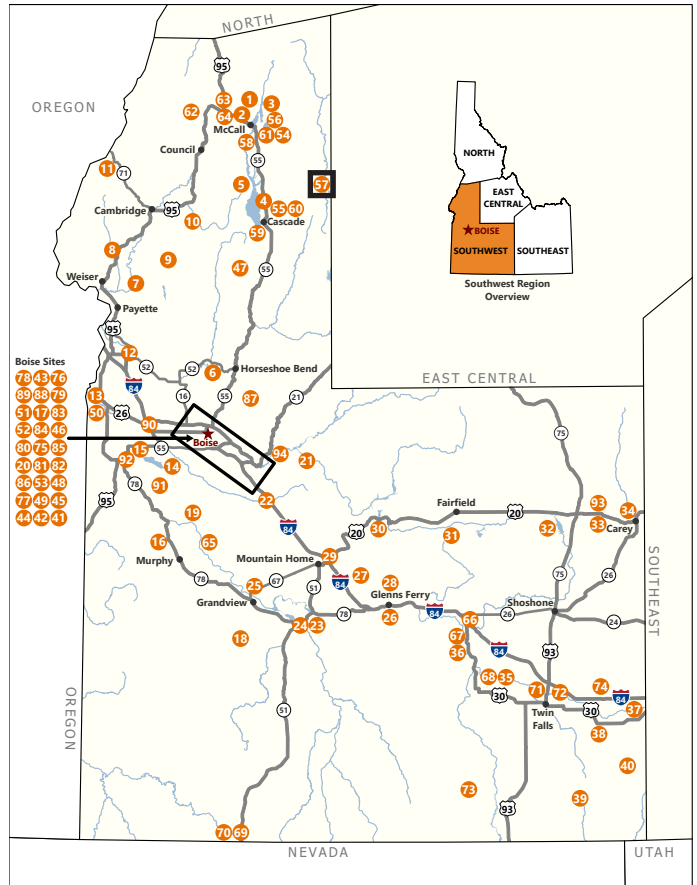 NORTH
95
OREGON
63
1
3
62
64
2
56
McCall
61
54
58
Council
55
11
71
5
57
4
Cambridge
95
55
60
10
Cascade
59
8
9
47
55
Weiser
7
Payette
95
12
52
52
6
Horseshoe Bend
84
16
55
87
21
13
50
26
90
Boise
15
55
92
14
94
21
78
91
22
95
Boise Sites
78 43 76
89 88 79
51 17 83
52 84 46
80 75 85
20 81 82
86 53 48
77 49 45
44 42 41
NORTH
EAST
CENTRAL
BOISE
SOUTHWEST
SOUTHEAST
Southwest Region
Overview
EAST CENTRAL
75
19
84
Fairfield
20
93
34
30
20
31
32
33
Carey
16
65
Murphy
Mountain Home
29
78
67
25
51
84
27
28
75
26
Grandview
Glenns Ferry
Shoshone
78
26
84
66
26
24
24
23
18
67
36
84
93
SOUTHEAST
68
35
30
71
72
74
84
30
37
Twin
Falls
38
OREGON
51
40
73
93
39
70
69
NEVADA
UTAH